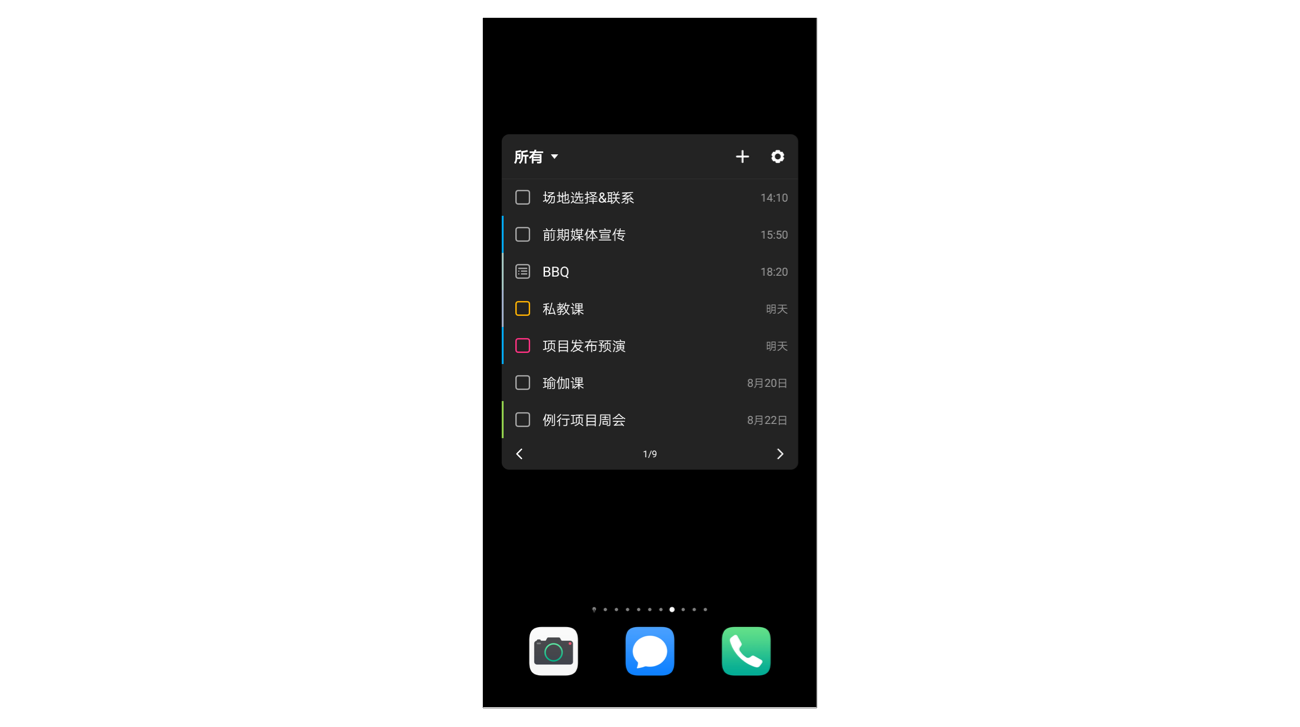 所有
场地选择&联系 14:10
前期媒体宣传 15:50
BBQ 18:20
私教课 明天
项目发布预演 明天
瑜伽课 8月20日
例行项目周会 8月22日
1/9